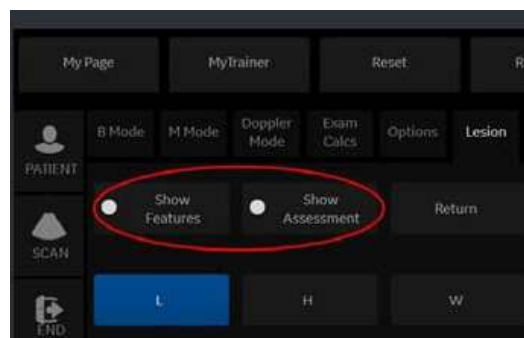 My Page
MyTrainer
Reset
R
B Mode
M Mode
Doppler
Mode
Exam
Calcs
Options
Lesion
PATIENT
Show
Features
Show
Assessment
Return
SCAN
L
H
W
END